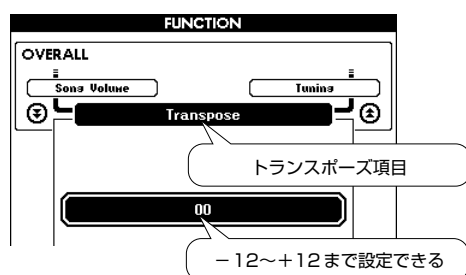 FUNCTION
OVERALL
Song Volume
Tuning
Transpose
トランスポーズ項目
00
－12〜＋12まで設定できる